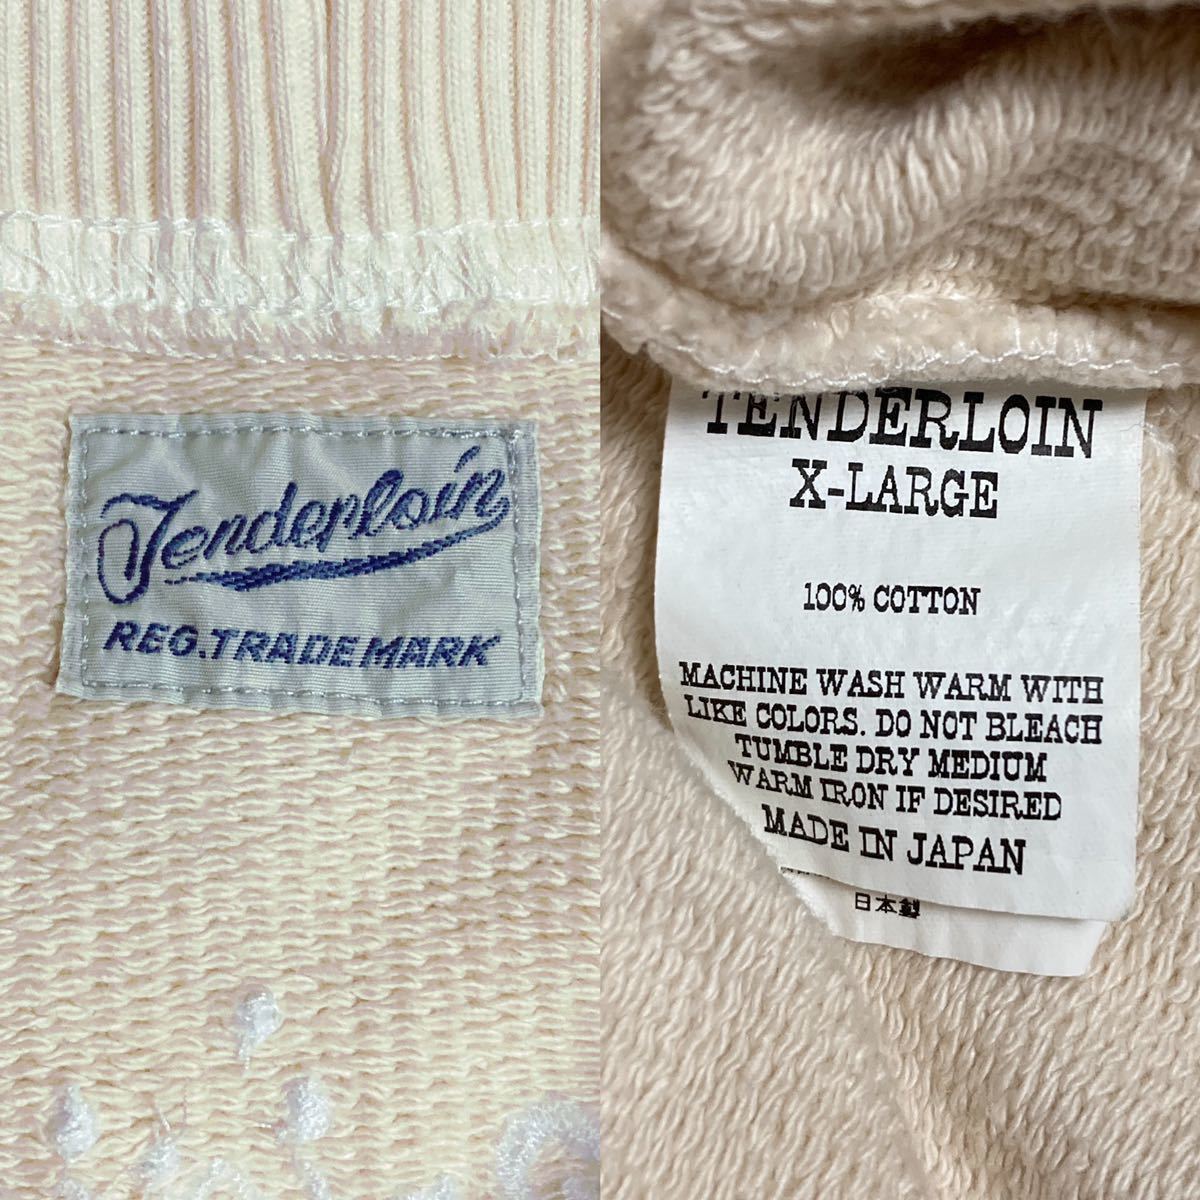 Tenderloin
REG. TRADE MARK
TENDERLOIN
X-LARGE
100% COTTON
MACHINE WASH WARM WITH
LIKE COLORS. DO NOT BLEACH
TUMBLE DRY MEDIUM
WARM IRON IF DESIRED
MADE IN JAPAN
日本製